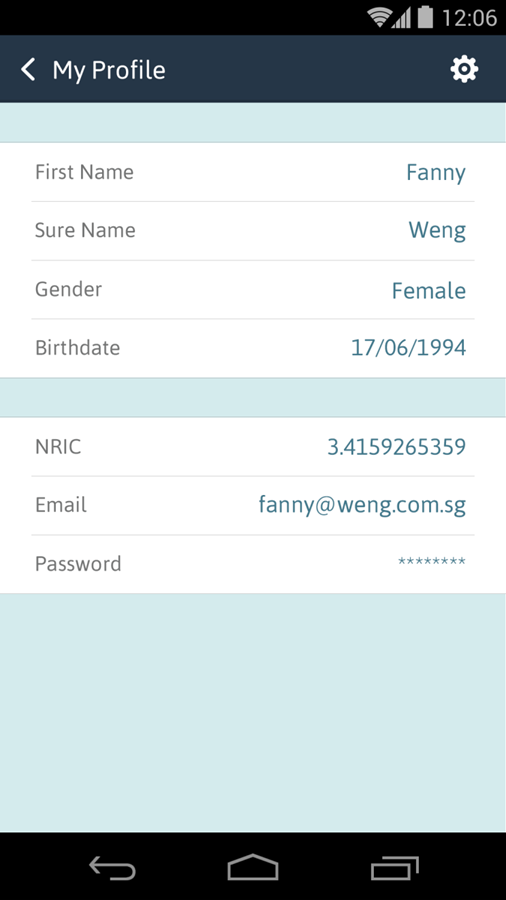 12:06
My Profile
First Name Fanny
Sure Name Weng
Gender Female
Birthdate 17/06/1994
NRIC 3.4159265359
Email fanny@weng.com.sg
Password ********